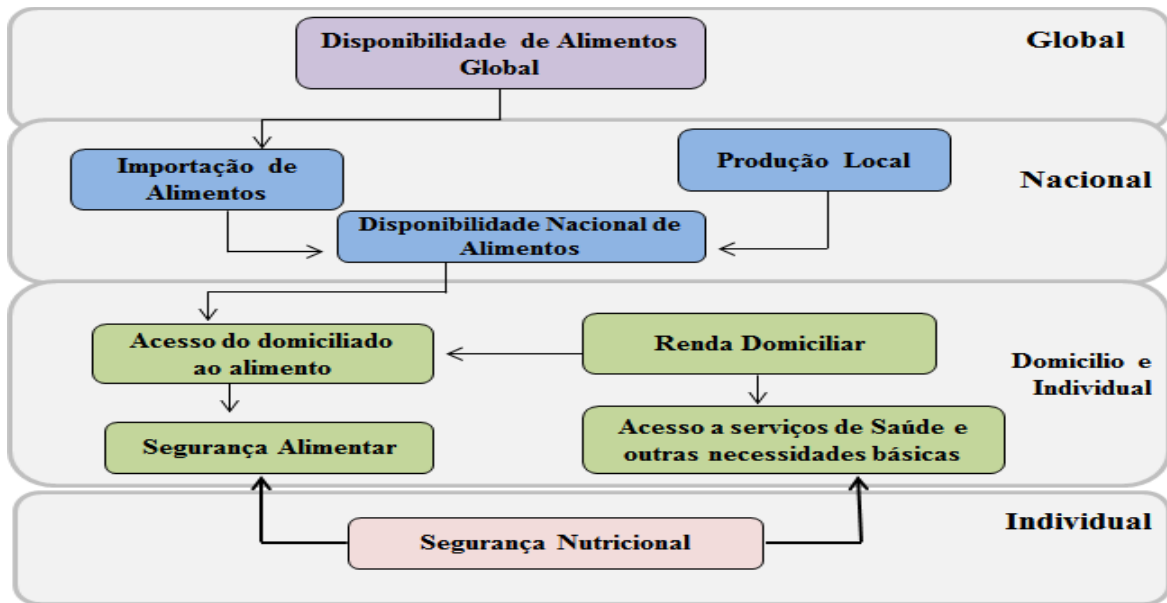 Disponibilidade de Alimentos
Global
Global
Importação de
Alimentos
Produção Local
Nacional
Disponibilidade Nacional de
Alimentos
Acesso do domiciliado
ao alimento
Renda Domiciliar
Domicilio e
Individual
Segurança Alimentar
Acesso a serviços de Saúde e
outras necessidades básicas
Segurança Nutricional
Individual